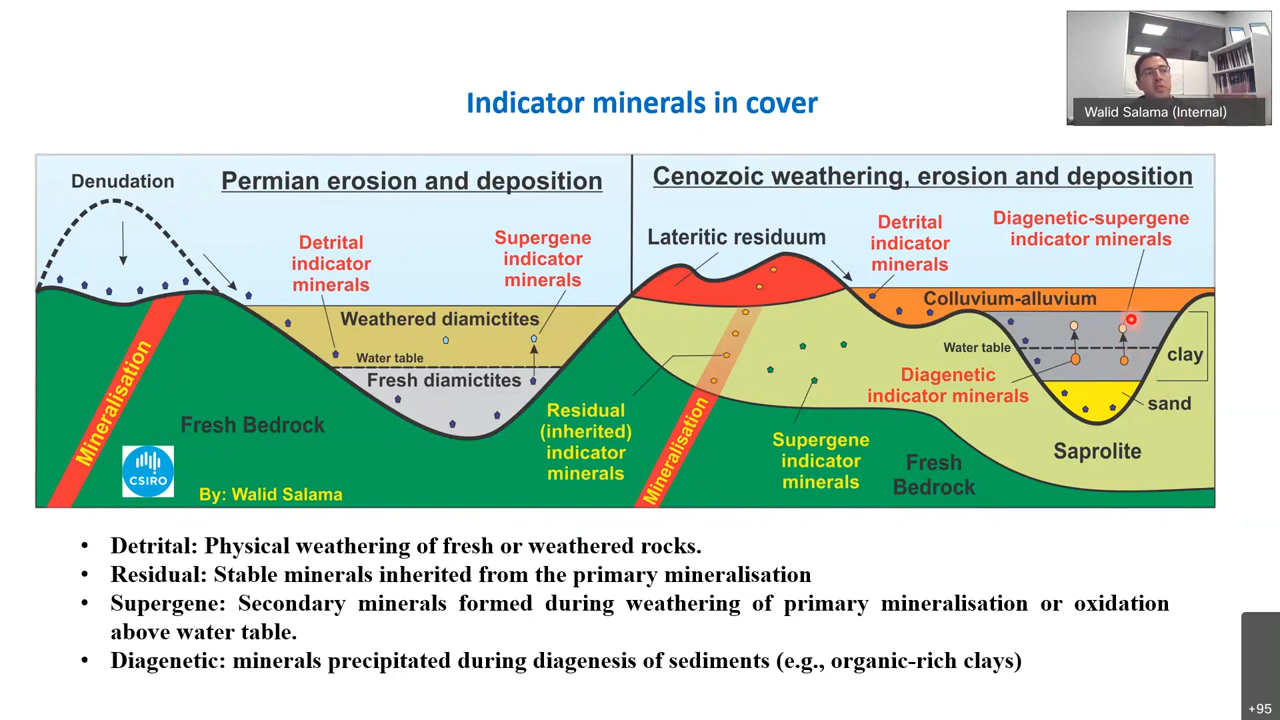 Walid Salama (Internal)
Indicator minerals in cover
Denudation
Permian erosion and deposition
Detrital
indicator
minerals
Supergene
indicator
minerals
Weathered diamictites
Water table
Fresh diamictites
Mineralisation
Fresh Bedrock
CSIRO
By: Walid Salama
Cenozoic weathering, erosion and deposition
Lateritic residuum
Detrital
indicator
minerals
Diagenetic-supergene
indicator minerals
Colluvium-alluvium
Water table
clay
Diagenetic
indicator minerals
sand
Residual
(inherited)
indicator
minerals
Mineralisation
Supergene
indicator
minerals
Fresh
Bedrock
Saprolite
• Detrital: Physical weathering of fresh or weathered rocks.
• Residual: Stable minerals inherited from the primary mineralisation
• Supergene: Secondary minerals formed during weathering of primary mineralisation or oxidation
above water table.
• Diagenetic: minerals precipitated during diagenesis of sediments (e.g., organic-rich clays)
+95